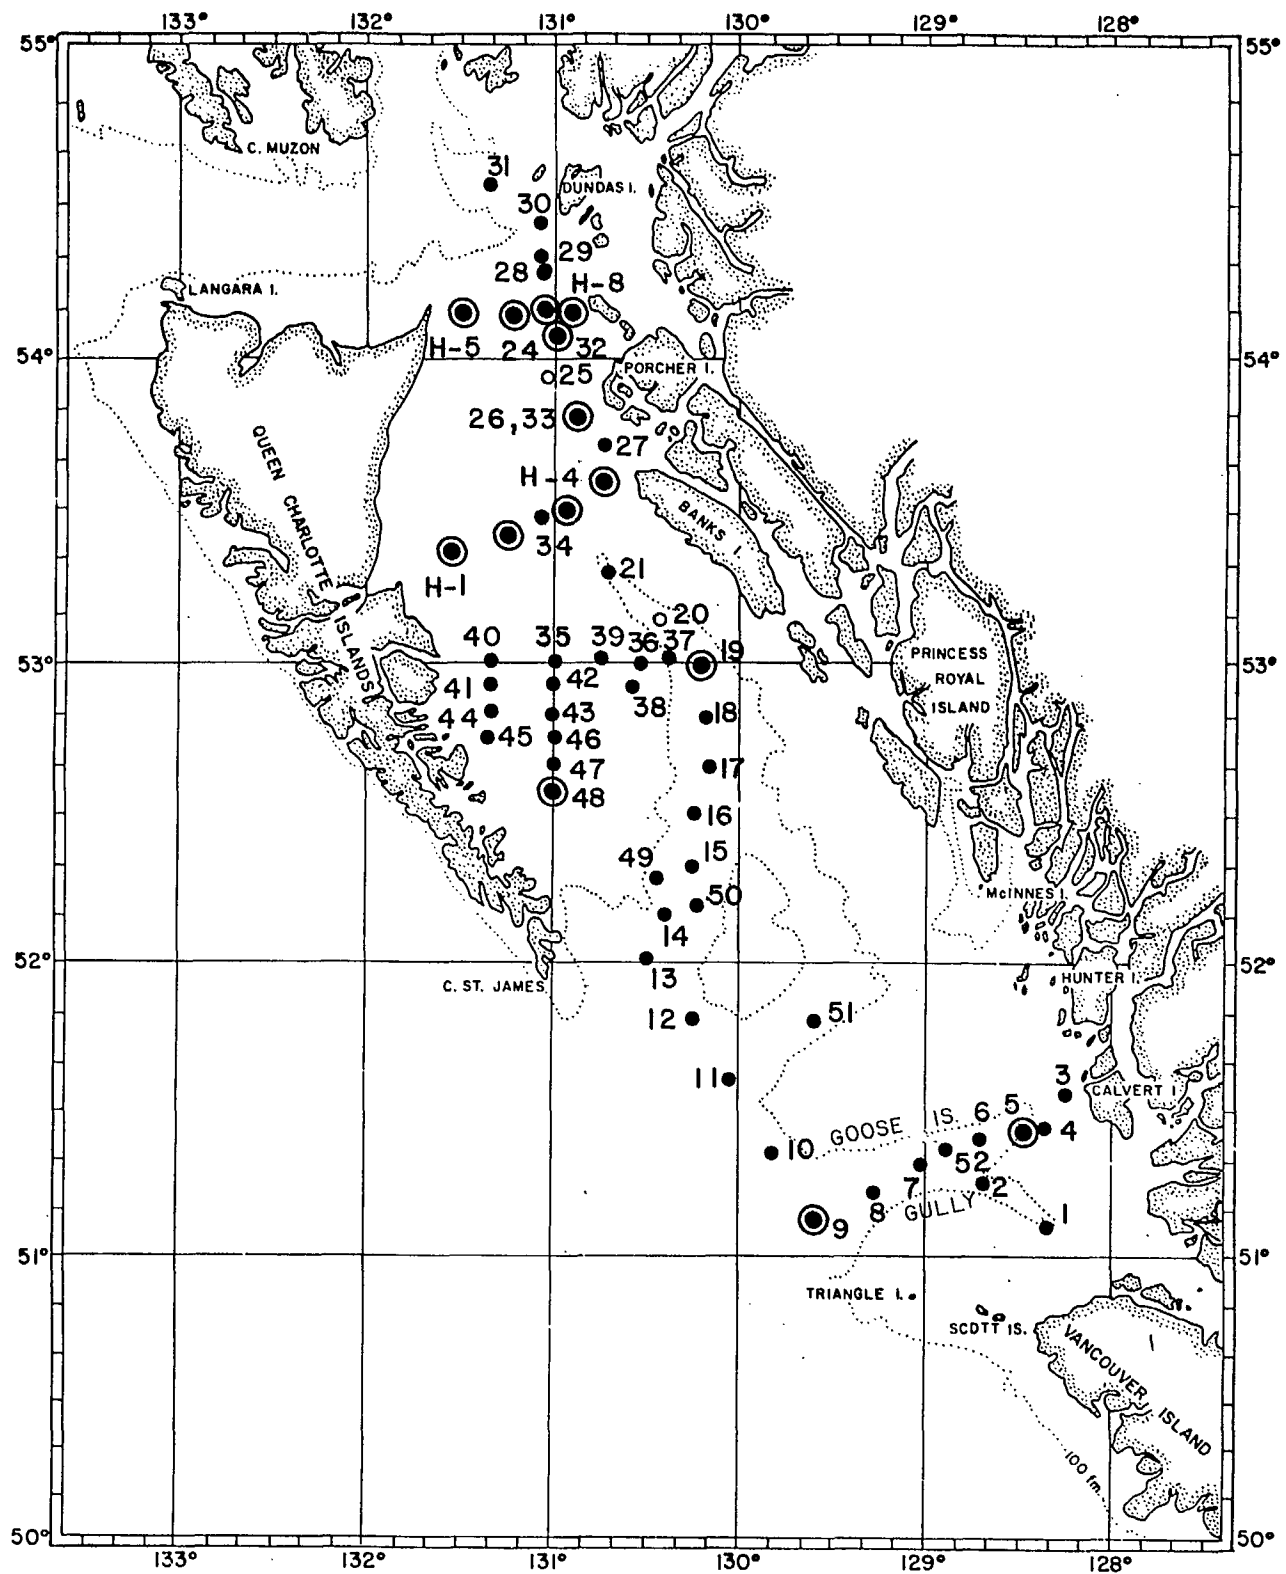 133° 132° 131° 130° 129° 128°
55° 55°
C. MUZON
31
DUNDAS I.
30
29
28
H-8
LANGARA I.
H-5 24 32
54° 54°
PORCHER I.
25
26,33
27
H-4
QUEEN CHARLOTTE ISLANDS
BANKS I.
34
H-1
21
20
40 35 39 36 37 19
53° 53°
PRINCESS
ROYAL
ISLAND
41 42 38
44 43 18
45 46
47 17
48
16
49 15
50
McINNES I.
14
52° 52°
13
HUNTER I.
C. ST. JAMES
12 51
11
3
CALVERT I
GOOSE IS.
6 5 4
10
52
7 2
8 GULLY
9 1
51° 51°
TRIANGLE I.
SCOTT IS.
VANCOUVER ISLAND
100 fm.
50° 50°
133° 132° 131° 130° 129° 128°